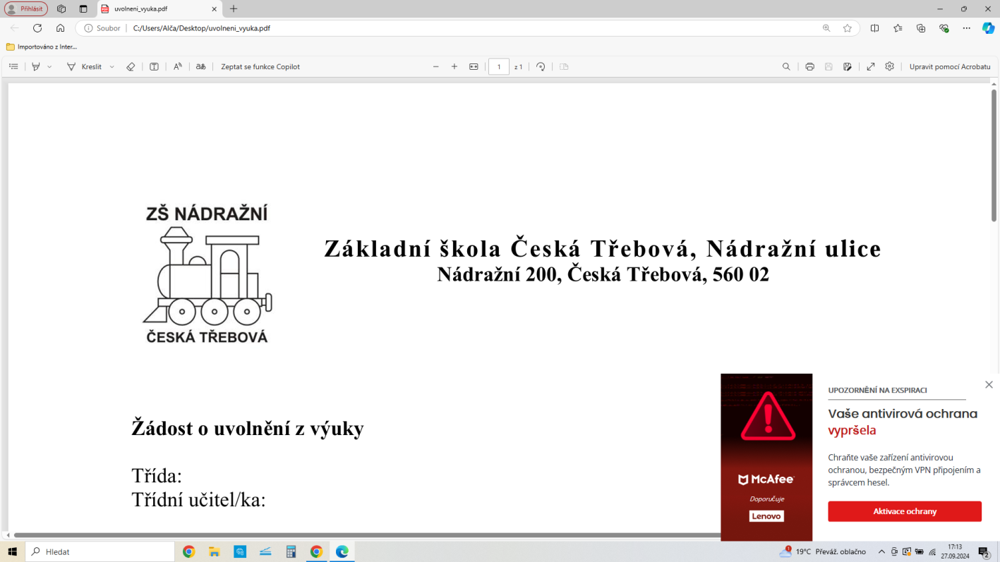 Přihlásit
uvolneni_vyuka.pdf
Soubor
C:/Users/Alča/Desktop/uvolneni_vyuka.pdf
Importováno z Inter...
Kreslit
Zeptat se funkce Copilot
1
z 1
Upravit pomocí Acrobatu
ZŠ NÁDRAŽNÍ
ČESKÁ TŘEBOVÁ
Základní škola Česká Třebová, Nádražní ulice
Nádražní 200, Česká Třebová, 560 02
Žádost o uvolnění z výuky
Třída:
Třídní učitel/ka:
McAfee
Doporučuje
Lenovo
UPOZORNĚNÍ NA EXSPIRACI
Vaše antivirová ochrana
vypršela
Chraňte vaše zařízení antivirovou
ochranou, bezpečným VPN připojením a
správcem hesel.
Aktivace ochrany
Hledat
1
19°C Převáž. oblačno
17:13
27.09.2024
2